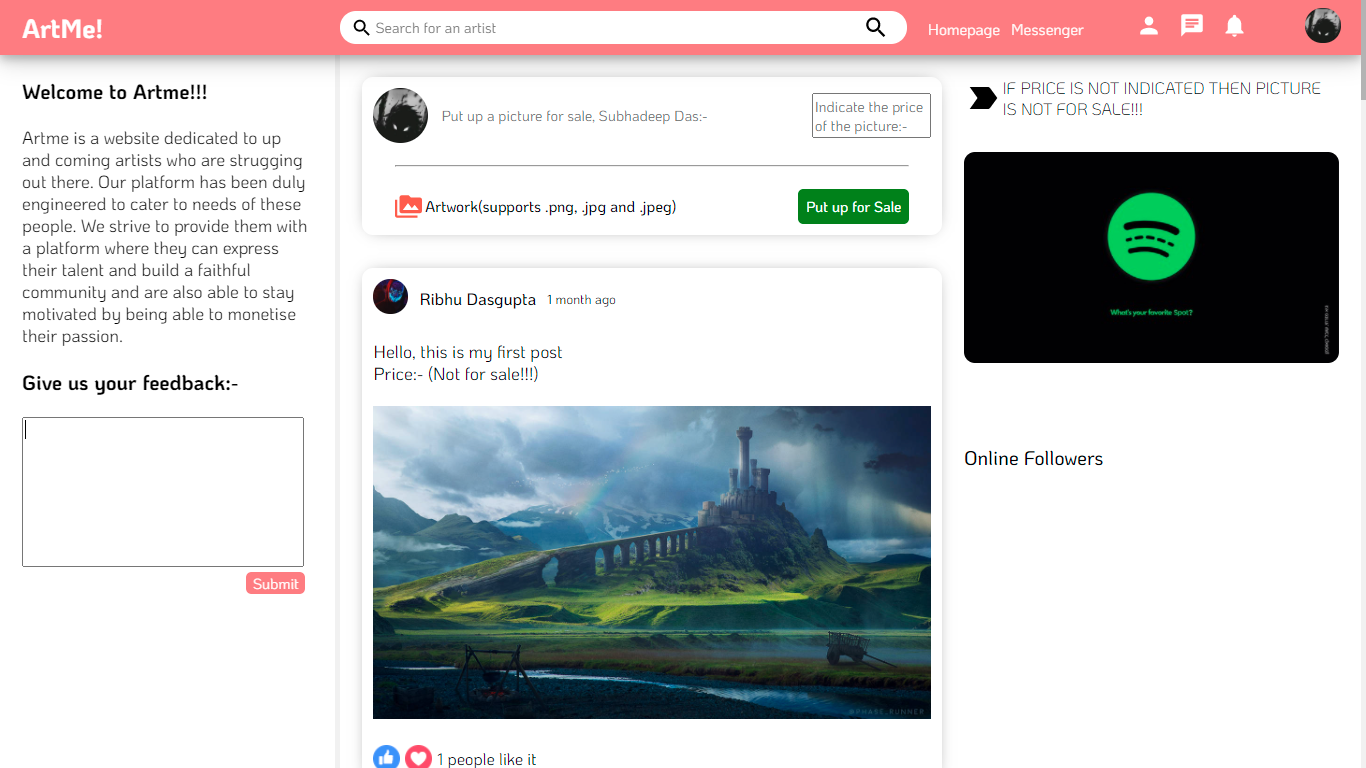 ArtMe!
Search for an artist
Homepage Messenger
Welcome to Artme!!!
Artme is a website dedicated to up
and coming artists who are strugging
out there. Our platform has been duly
engineered to cater to needs of these
people. We strive to provide them with
a platform where they can express
their talent and build a faithful
community and are also able to stay
motivated by being able to monetise
their passion.
Give us your feedback:-
Submit
Put up a picture for sale, Subhadeep Das:-
Indicate the price
of the picture:-
Artwork(supports .png, .jpg and .jpeg)
Put up for Sale
Ribhu Dasgupta 1 month ago
Hello, this is my first post
Price:- (Not for sale!!!)
@PHASE_RUNNER
1 people like it
IF PRICE IS NOT INDICATED THEN PICTURE
IS NOT FOR SALE!!!
What's your favorite Spot?
Online Followers